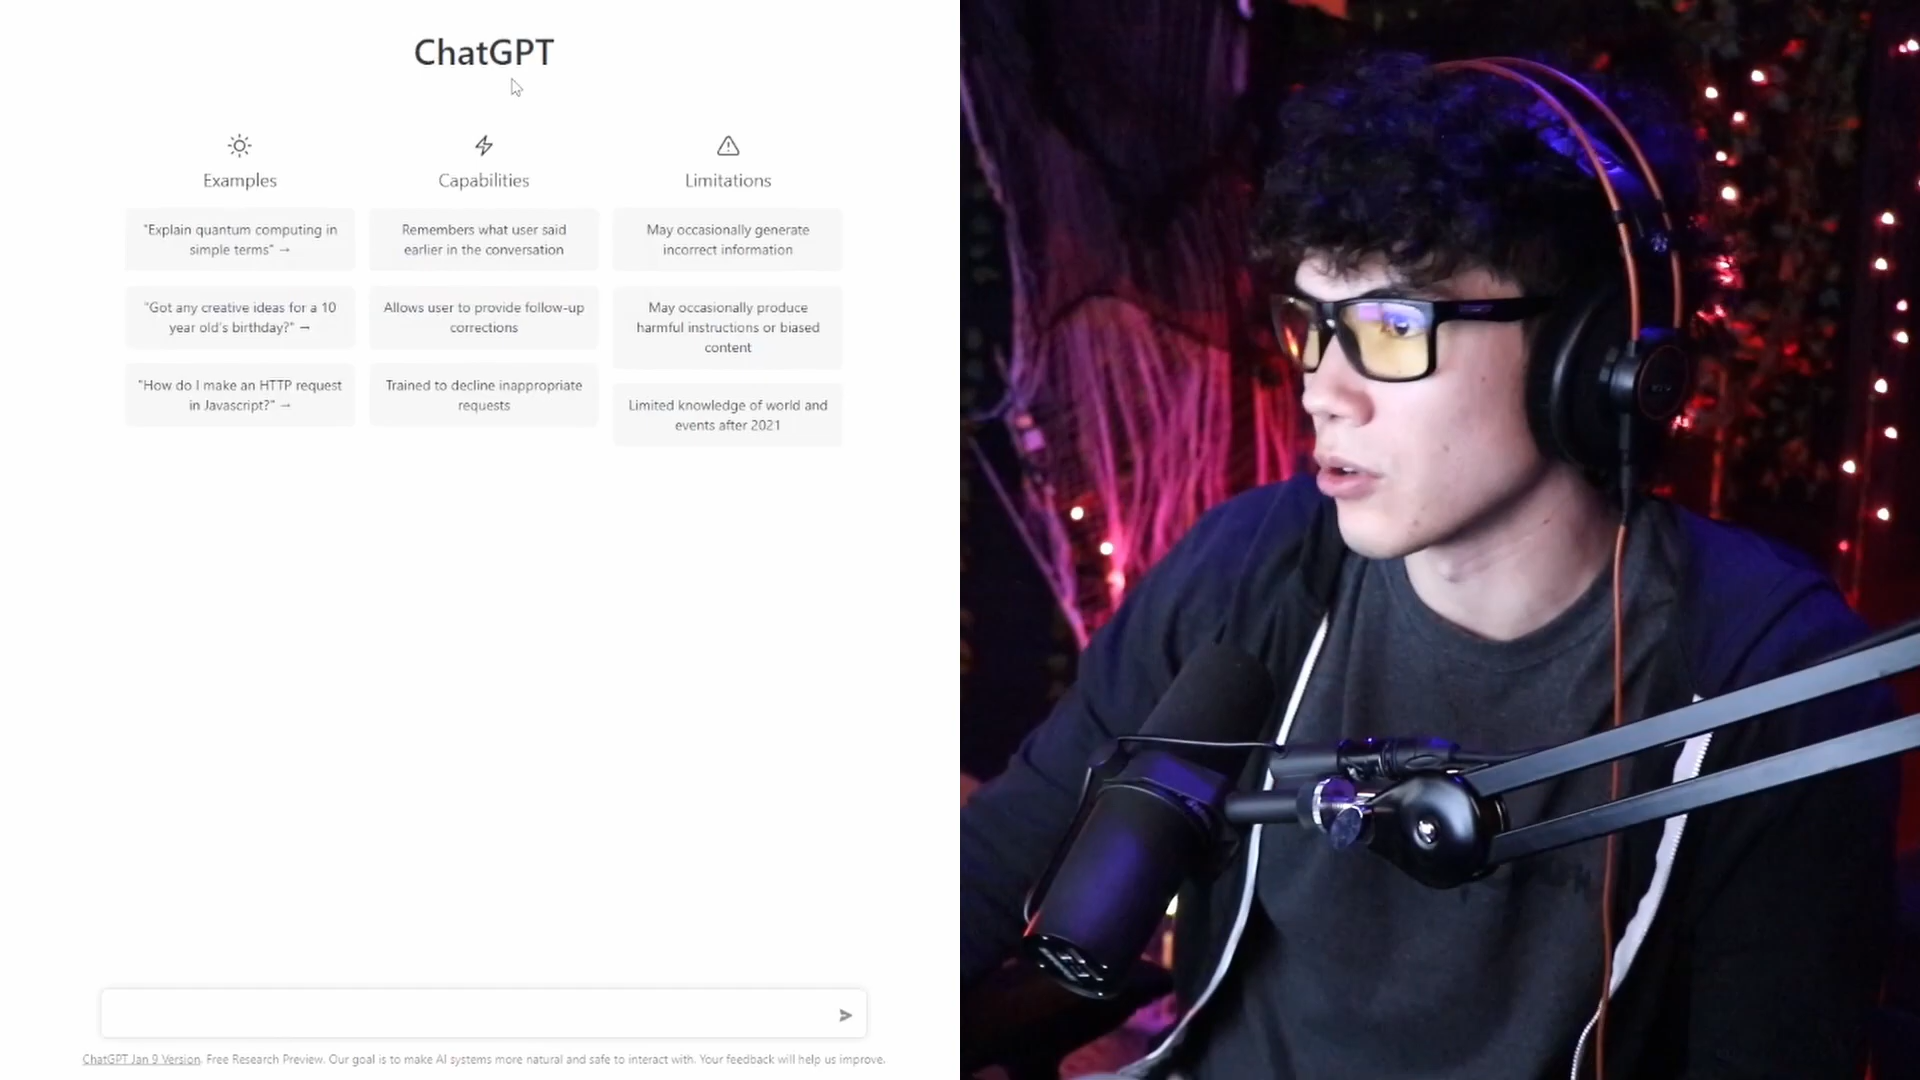 ChatGPT
Examples
Capabilities
Limitations
"Explain quantum computing in
simple terms" →
Remembers what user said
earlier in the conversation
May occasionally generate
incorrect information
"Got any creative ideas for a 10
year old's birthday?" →
Allows user to provide follow-up
corrections
May occasionally produce
harmful instructions or biased
content
"How do I make an HTTP request
in Javascript?" →
Trained to decline inappropriate
requests
Limited knowledge of world and
events after 2021
ChatGPT Jan 9 Version. Free Research Preview. Our goal is to make AI systems more natural and safe to interact with. Your feedback will help us improve.